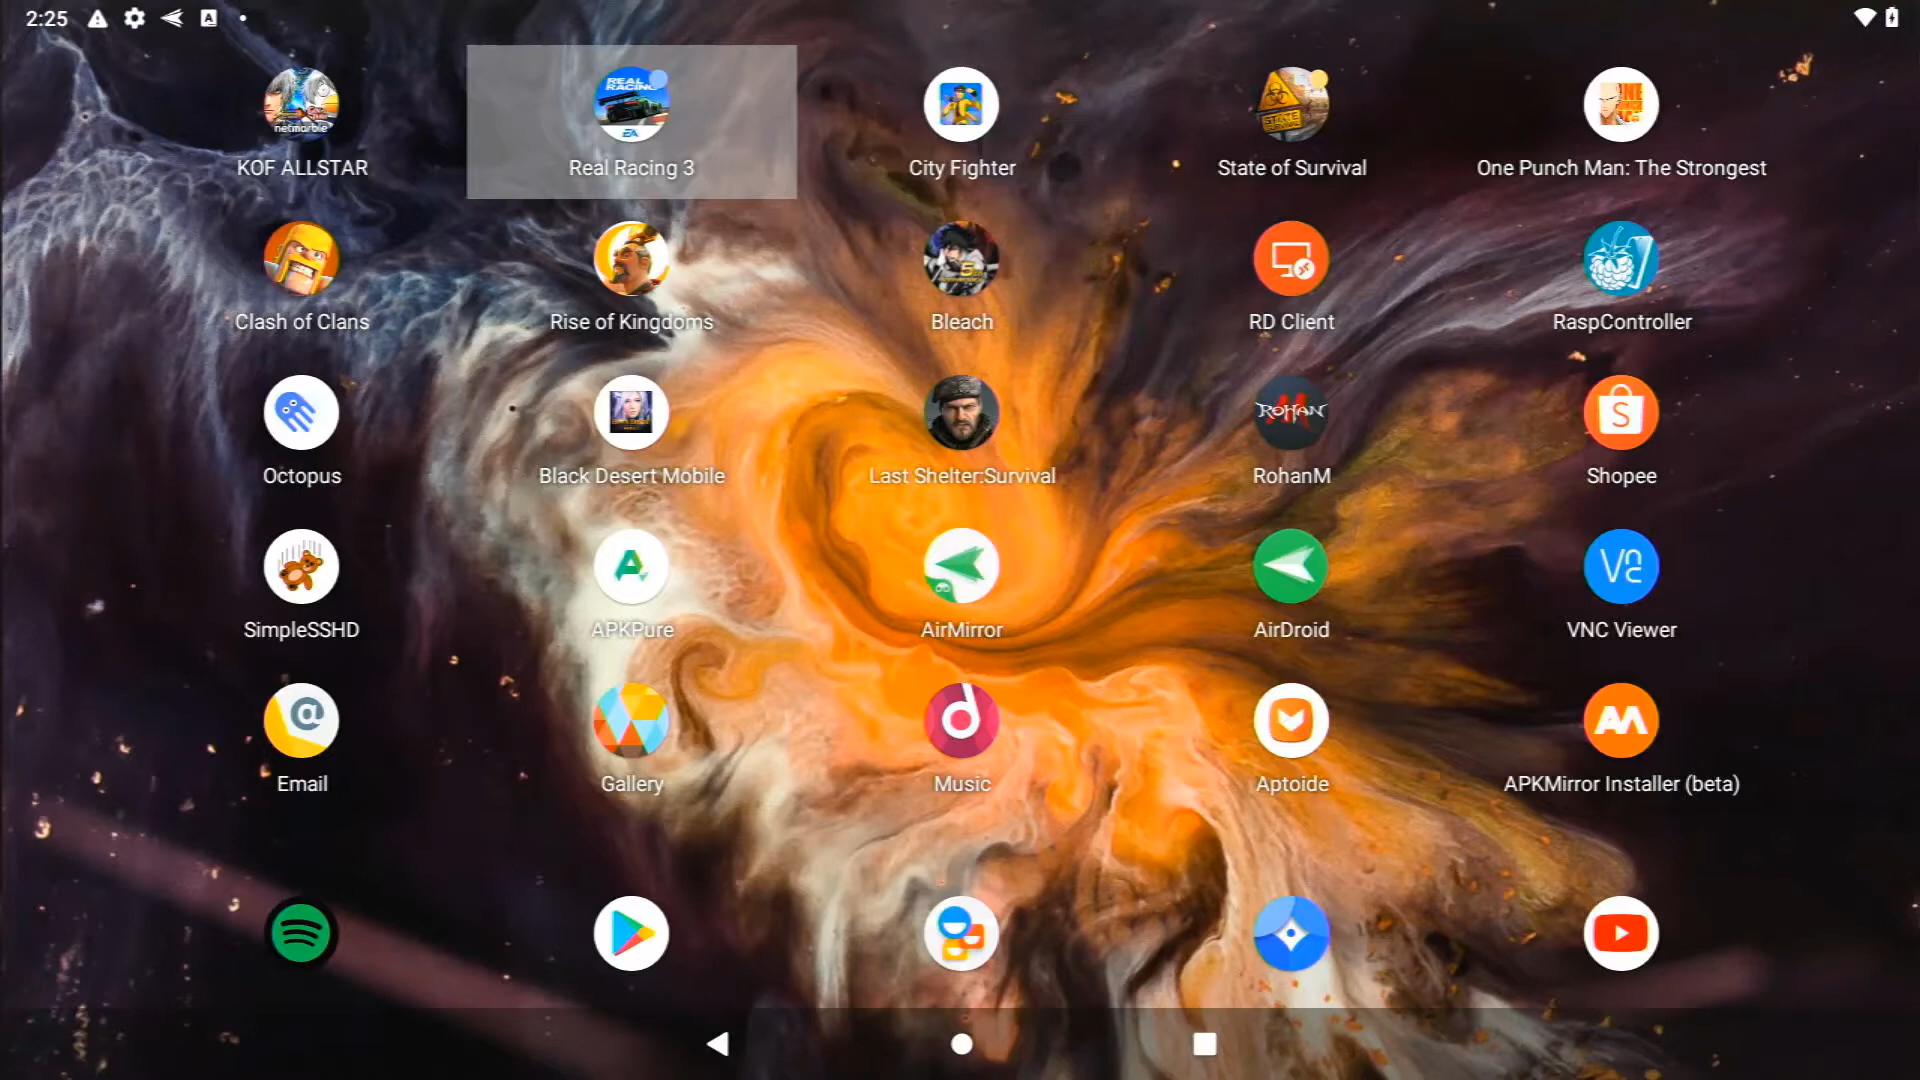 2:25
KOF ALLSTAR
Real Racing 3
City Fighter
State of Survival
One Punch Man: The Strongest
Clash of Clans
Rise of Kingdoms
Bleach
RD Client
RaspController
Octopus
Black Desert Mobile
Last Shelter:Survival
RohanM
Shopee
SimpleSSHD
APKPure
AirMirror
AirDroid
VNC Viewer
Email
Gallery
Music
Aptoide
APKMirror Installer (beta)